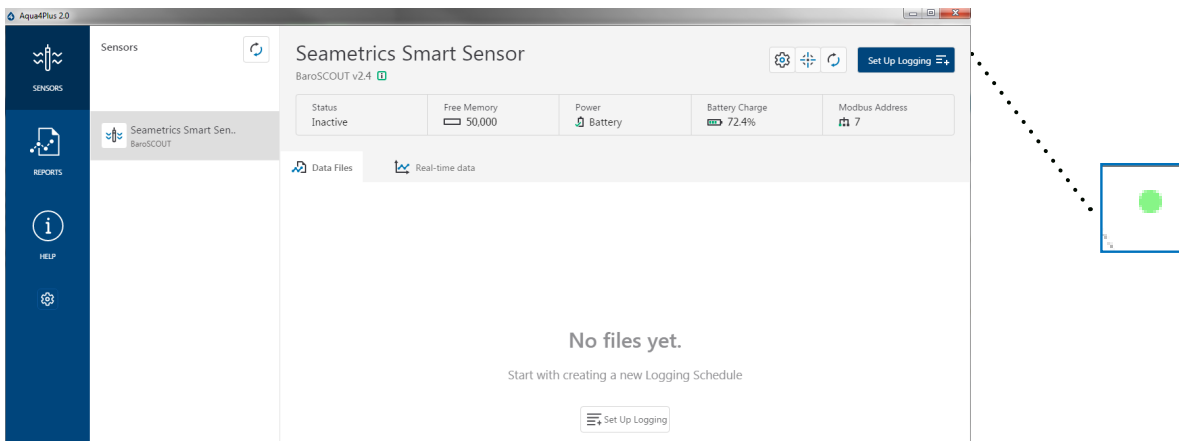 Aqua4Plus 2.0
SENSORS
REPORTS
HELP
Sensors
Seametrics Smart Sen..
BaroSCOUT
Seametrics Smart Sensor
BaroSCOUT v2.4
Set Up Logging
Status
Inactive
Free Memory
50,000
Power
Battery
Battery Charge
72.4%
Modbus Address
7
Data Files
Real-time data
No files yet.
Start with creating a new Logging Schedule
Set Up Logging